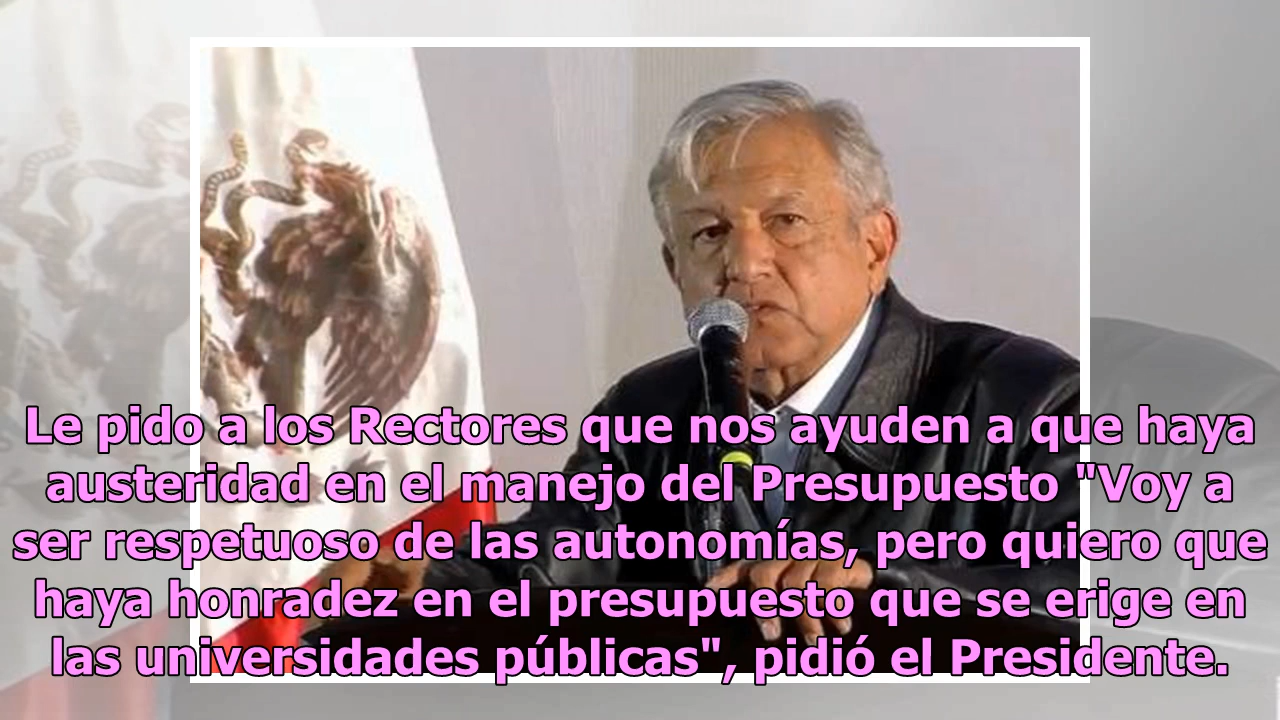 Le pido a los Rectores que nos ayuden a que haya
austeridad en el manejo del Presupuesto "Voy a
ser respetuoso de las autonomías, pero quiero que
haya honradez en el presupuesto que se erige en
las universidades públicas", pidió el Presidente.